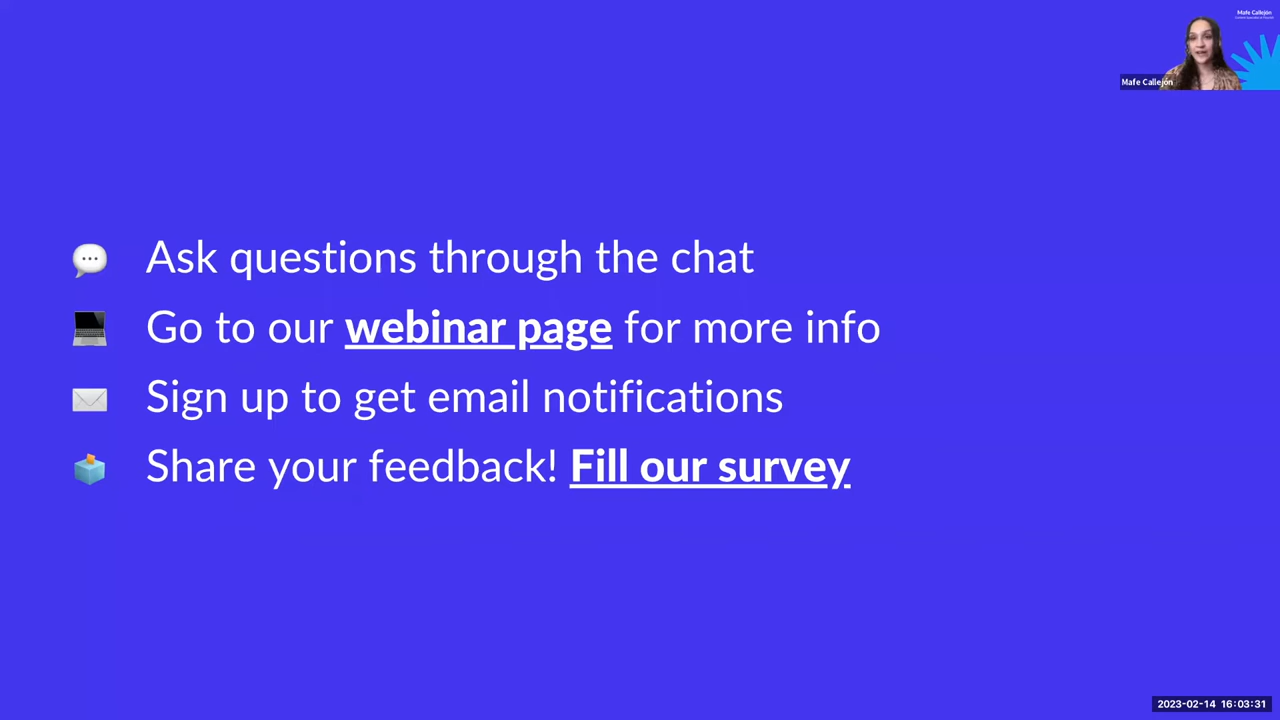 Mafe Callejón
Mafe Callejón
Ask questions through the chat
Go to our webinar page for more info
Sign up to get email notifications
Share your feedback! Fill our survey
2023-02-14 16:03:31